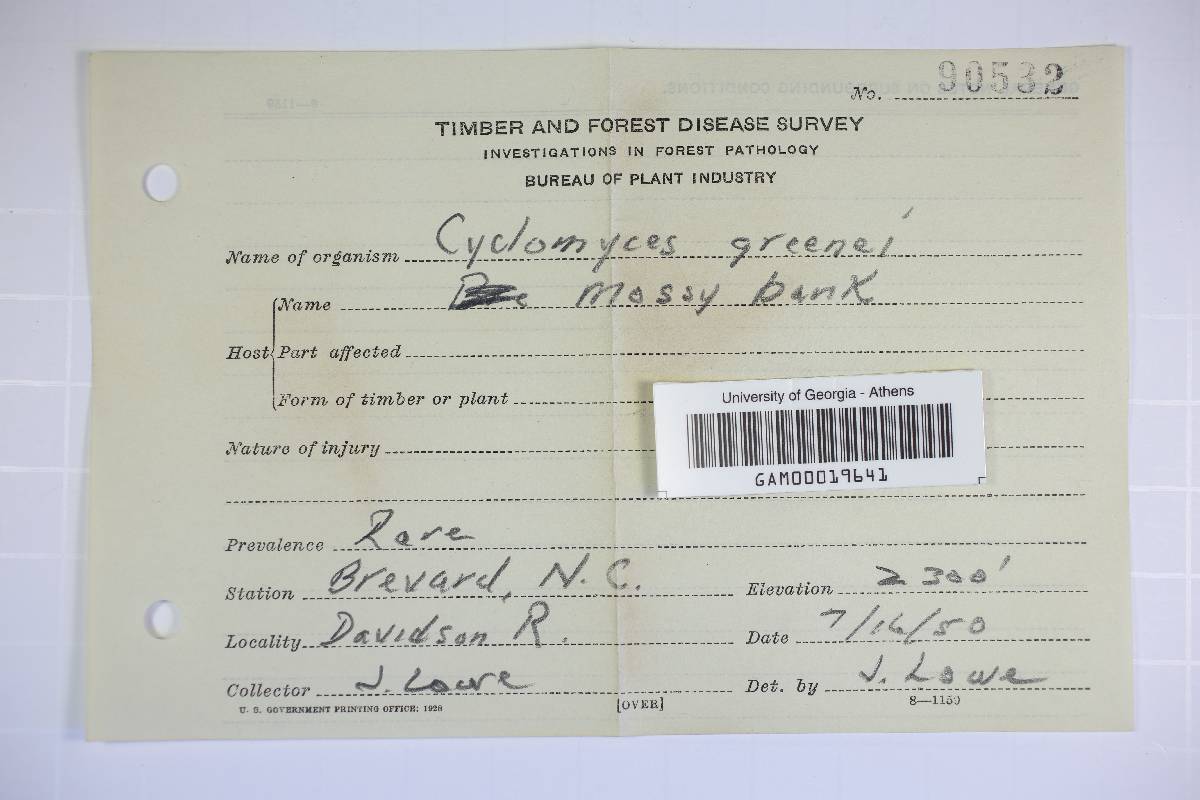 No. 90532
TIMBER AND FOREST DISEASE SURVEY
INVESTIGATIONS IN FOREST PATHOLOGY
BUREAU OF PLANT INDUSTRY
Name of organism Cyclomyces greenei
Host Name mossy bank
Part affected
Form of timber or plant
University of Georgia - Athens
GAM00019641
Nature of injury
Prevalence Rare
Station Brevard, N. C. Elevation 2300'
Locality Davidson R. Date 7/16/50
Collector J. Lowe Det. by J. Lowe
U. S. GOVERNMENT PRINTING OFFICE: 1928 [OVER] 8—1159